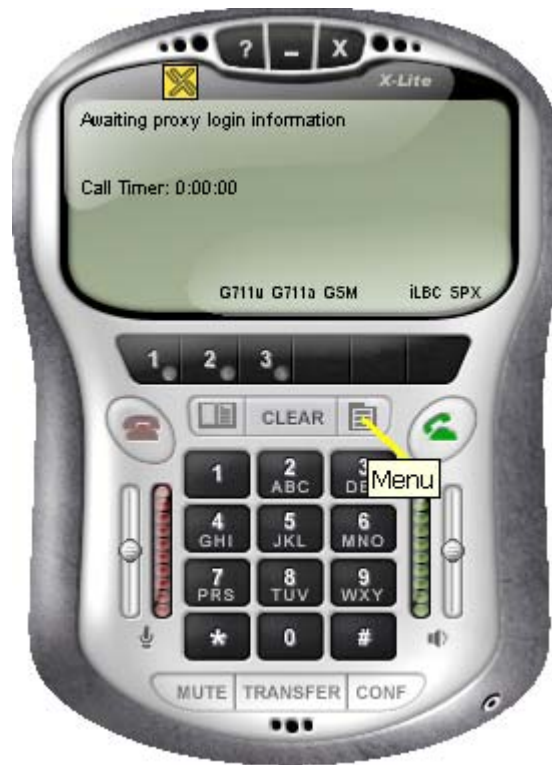 ? – X
X-Lite
Awaiting proxy login information
Call Timer: 0:00:00
G711u G711a GSM iLBC SPX
1 2 3
CLEAR
1 2 3
ABC
Menu
4 5 6
GHI JKL MNO
7 8 9
PRS TUV WXY
* 0 #
MUTE TRANSFER CONF